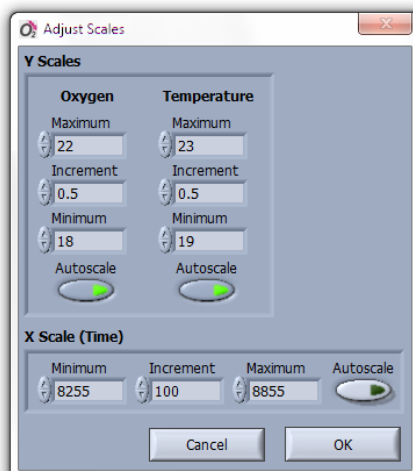 O₂ Adjust Scales
Y Scales
Oxygen Temperature
Maximum Maximum
22 23
Increment Increment
0.5 0.5
Minimum Minimum
18 19
Autoscale Autoscale
X Scale (Time)
Minimum Increment Maximum Autoscale
8255 100 8855
Cancel OK